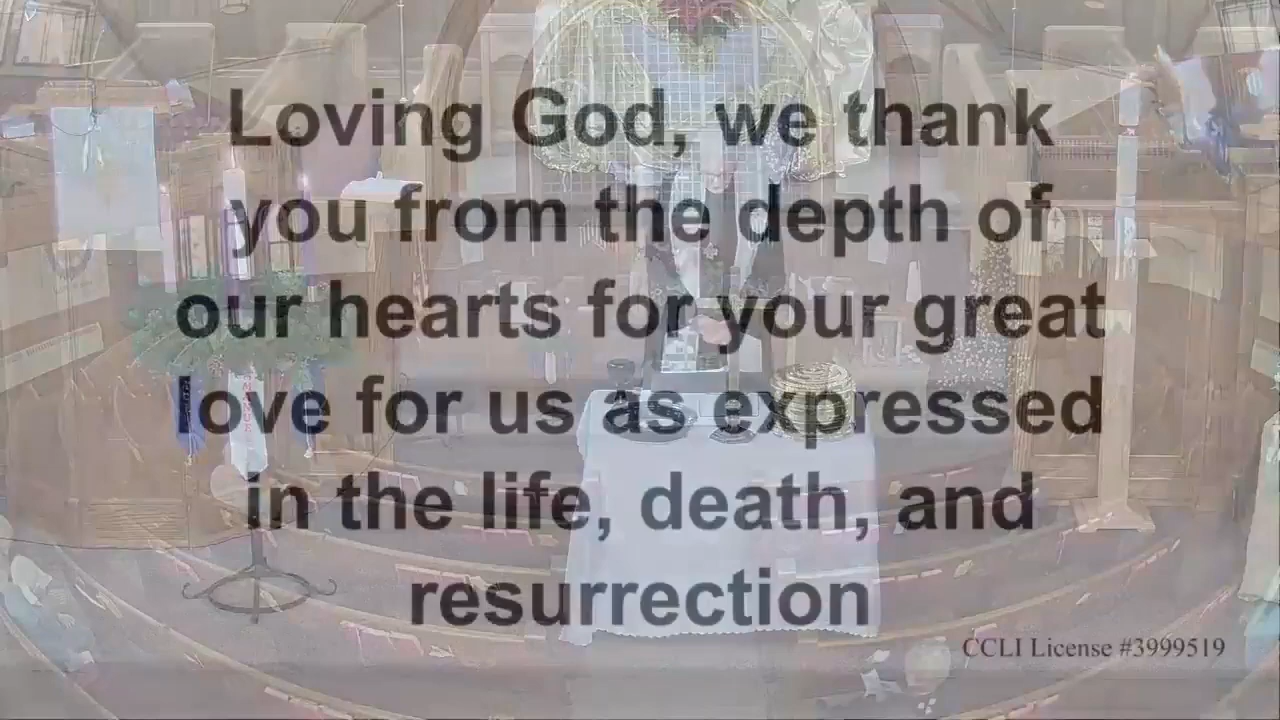 Loving God, we thank
you from the depth of
our hearts for your great
love for us as expressed
in the life, death, and
resurrection
CCLI License #3999519